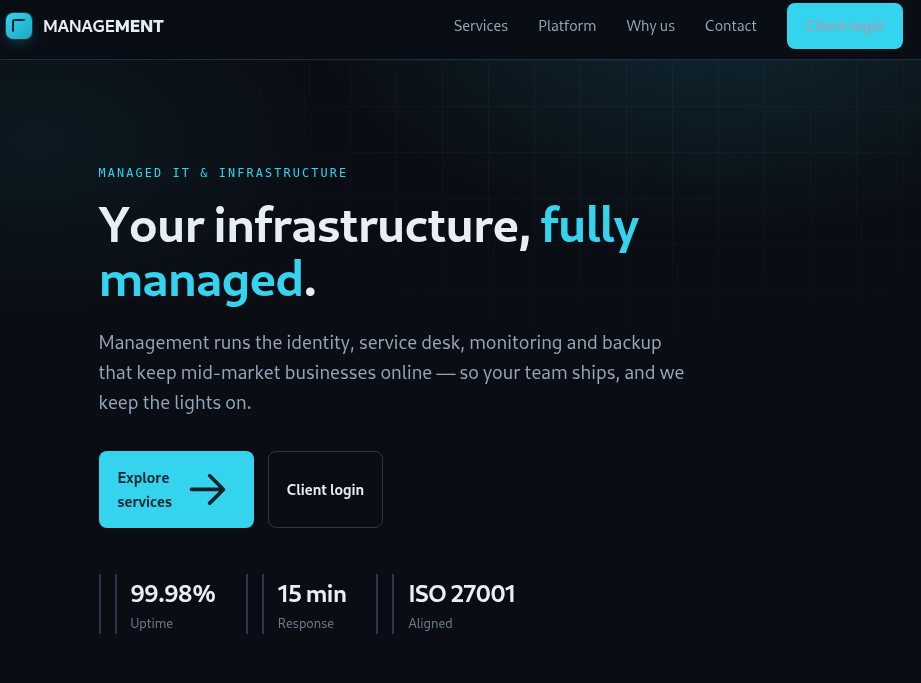 MANAGEMENT
Services
Platform
Why us
Contact
Client login
MANAGED IT & INFRASTRUCTURE
Your infrastructure, fully
managed.
Management runs the identity, service desk, monitoring and backup
that keep mid-market businesses online — so your team ships, and we
keep the lights on.
Explore
services
Client login
99.98%
Uptime
15 min
Response
ISO 27001
Aligned